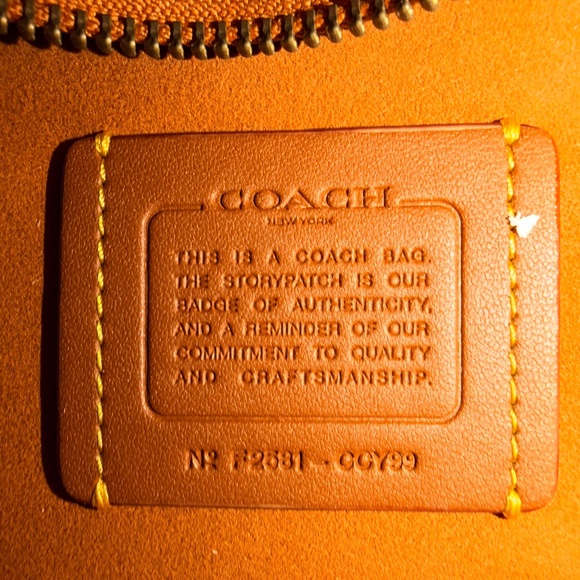 COACH
NEW YORK
THIS IS A COACH BAG.
THE STORYPATCH IS OUR
BADGE OF AUTHENTICITY,
AND A REMINDER OF OUR
COMMITMENT TO QUALITY
AND CRAFTSMANSHIP.
Nº F2581 - CCY99